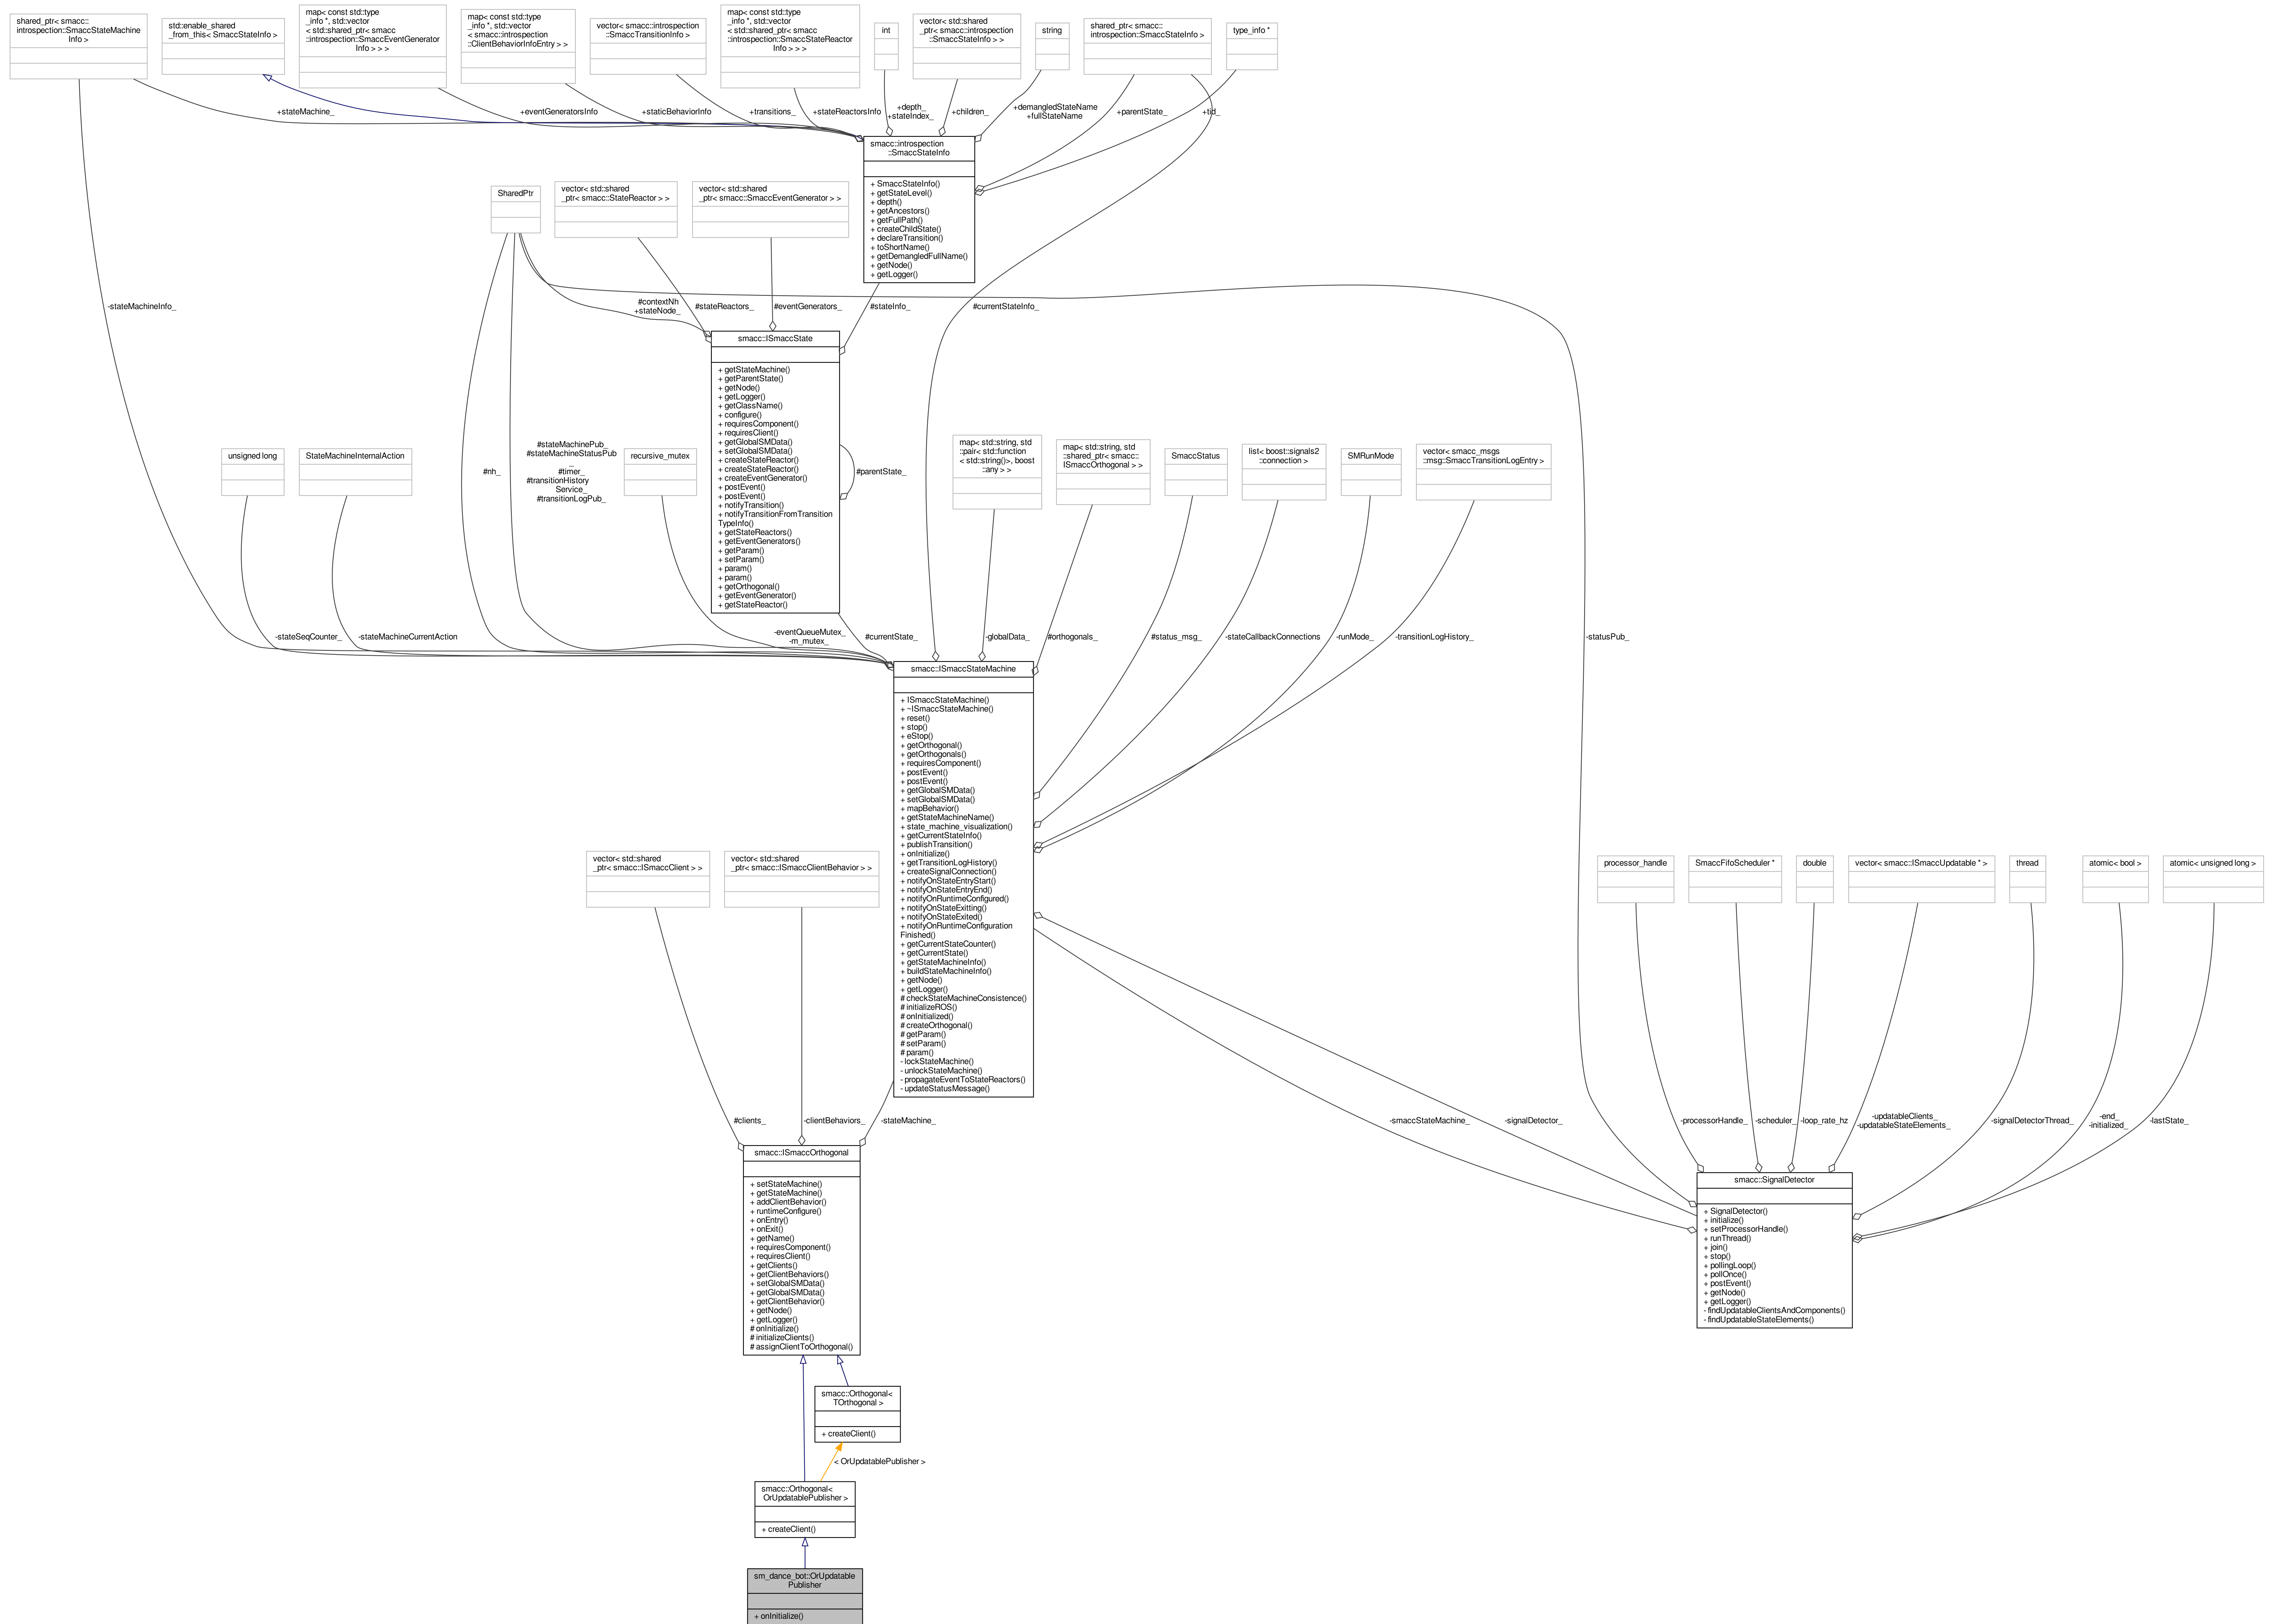 shared_ptr< smacc::
introspection::SmaccStateMachine
Info >
std::enable_shared
_from_this< SmaccStateInfo >
map< const std::type
_info *, std::vector
< std::shared_ptr< smacc
::introspection::SmaccEventGenerator
Info > > >
map< const std::type
_info *, std::vector
< smacc::introspection
::ClientBehaviorInfoEntry > >
vector< smacc::introspection
::SmaccTransitionInfo >
map< const std::type
_info *, std::vector
< std::shared_ptr< smacc
::introspection::SmaccStateReactor
Info > > >
int
vector< std::shared
_ptr< smacc::introspection
::SmaccStateInfo > >
string
shared_ptr< smacc::
introspection::SmaccStateInfo >
type_info *
+stateMachine_
+eventGeneratorsInfo
+staticBehaviorInfo
+transitions_
+stateReactorsInfo
+depth_
+stateIndex_
+children_
+demangledStateName
+fullStateName
+parentState_
+tid_
smacc::introspection
::SmaccStateInfo
+ SmaccStateInfo()
+ getStateLevel()
+ depth()
+ getAncestors()
+ getFullPath()
+ createChildState()
+ declareTransition()
+ toShortName()
+ getDemangledFullName()
+ getNode()
+ getLogger()
SharedPtr
vector< std::shared
_ptr< smacc::StateReactor > >
vector< std::shared
_ptr< smacc::SmaccEventGenerator > >
-stateMachineInfo_
#contextNh
+stateNode_
#stateReactors_
#eventGenerators_
#stateInfo_
#currentStateInfo_
smacc::ISmaccState
+ getStateMachine()
+ getParentState()
+ getNode()
+ getLogger()
+ getClassName()
+ configure()
+ requiresComponent()
+ requiresClient()
+ getGlobalSMData()
+ setGlobalSMData()
+ createStateReactor()
+ createStateReactor()
+ createEventGenerator()
+ postEvent()
+ postEvent()
+ notifyTransition()
+ notifyTransitionFromTransition
TypeInfo()
+ getStateReactors()
+ getEventGenerators()
+ getParam()
+ setParam()
+ param()
+ param()
+ getOrthogonal()
+ getEventGenerator()
+ getStateReactor()
#parentState_
unsigned long
StateMachineInternalAction
#nh_
#stateMachinePub_
#stateMachineStatusPub
_
#timer_
#transitionHistory
Service_
#transitionLogPub_
recursive_mutex
map< std::string, std
::pair< std::function
< std::string()>, boost
::any > >
map< std::string, std
::shared_ptr< smacc::
ISmaccOrthogonal > >
SmaccStatus
list< boost::signals2
::connection >
SMRunMode
vector< smacc_msgs
::msg::SmaccTransitionLogEntry >
-stateSeqCounter_
-stateMachineCurrentAction
-eventQueueMutex_
-m_mutex_
#currentState_
-globalData_
#orthogonals_
#status_msg_
-stateCallbackConnections
-runMode_
-transitionLogHistory_
-statusPub_
smacc::ISmaccStateMachine
+ ISmaccStateMachine()
+ ~ISmaccStateMachine()
+ reset()
+ stop()
+ eStop()
+ getOrthogonal()
+ getOrthogonals()
+ requiresComponent()
+ postEvent()
+ postEvent()
+ getGlobalSMData()
+ setGlobalSMData()
+ mapBehavior()
+ getStateMachineName()
+ state_machine_visualization()
+ getCurrentStateInfo()
+ publishTransition()
+ onInitialize()
+ getTransitionLogHistory()
+ createSignalConnection()
+ notifyOnStateEntryStart()
+ notifyOnStateEntryEnd()
+ notifyOnRuntimeConfigured()
+ notifyOnStateExitting()
+ notifyOnStateExited()
+ notifyOnRuntimeConfiguration
Finished()
+ getCurrentStateCounter()
+ getCurrentState()
+ getStateMachineInfo()
+ buildStateMachineInfo()
+ getNode()
+ getLogger()
# checkStateMachineConsistence()
# initializeROS()
# onInitialized()
# createOrthogonal()
# getParam()
# setParam()
# param()
- lockStateMachine()
- unlockStateMachine()
- propagateEventToStateReactors()
- updateStatusMessage()
vector< std::shared
_ptr< smacc::ISmaccClient > >
vector< std::shared
_ptr< smacc::ISmaccClientBehavior > >
processor_handle
SmaccFifoScheduler *
double
vector< smacc::ISmaccUpdatable * >
thread
atomic< bool >
atomic< unsigned long >
#clients_
-clientBehaviors_
-stateMachine_
-smaccStateMachine_
-signalDetector_
-processorHandle_
-scheduler_
-loop_rate_hz
-updatableClients_
-updatableStateElements_
-signalDetectorThread_
-end_
-initialized_
-lastState_
smacc::ISmaccOrthogonal
+ setStateMachine()
+ getStateMachine()
+ addClientBehavior()
+ runtimeConfigure()
+ onEntry()
+ onExit()
+ getName()
+ requiresComponent()
+ requiresClient()
+ getClients()
+ getClientBehaviors()
+ setGlobalSMData()
+ getGlobalSMData()
+ getClientBehavior()
+ getNode()
+ getLogger()
# onInitialize()
# initializeClients()
# assignClientToOrthogonal()
smacc::SignalDetector
+ SignalDetector()
+ initialize()
+ setProcessorHandle()
+ runThread()
+ join()
+ stop()
+ pollingLoop()
+ pollOnce()
+ postEvent()
+ getNode()
+ getLogger()
- findUpdatableClientsAndComponents()
- findUpdatableStateElements()
smacc::Orthogonal<
TOrthogonal >
+ createClient()
< OrUpdatablePublisher >
smacc::Orthogonal<
OrUpdatablePublisher >
+ createClient()
sm_dance_bot::OrUpdatable
Publisher
+ onInitialize()